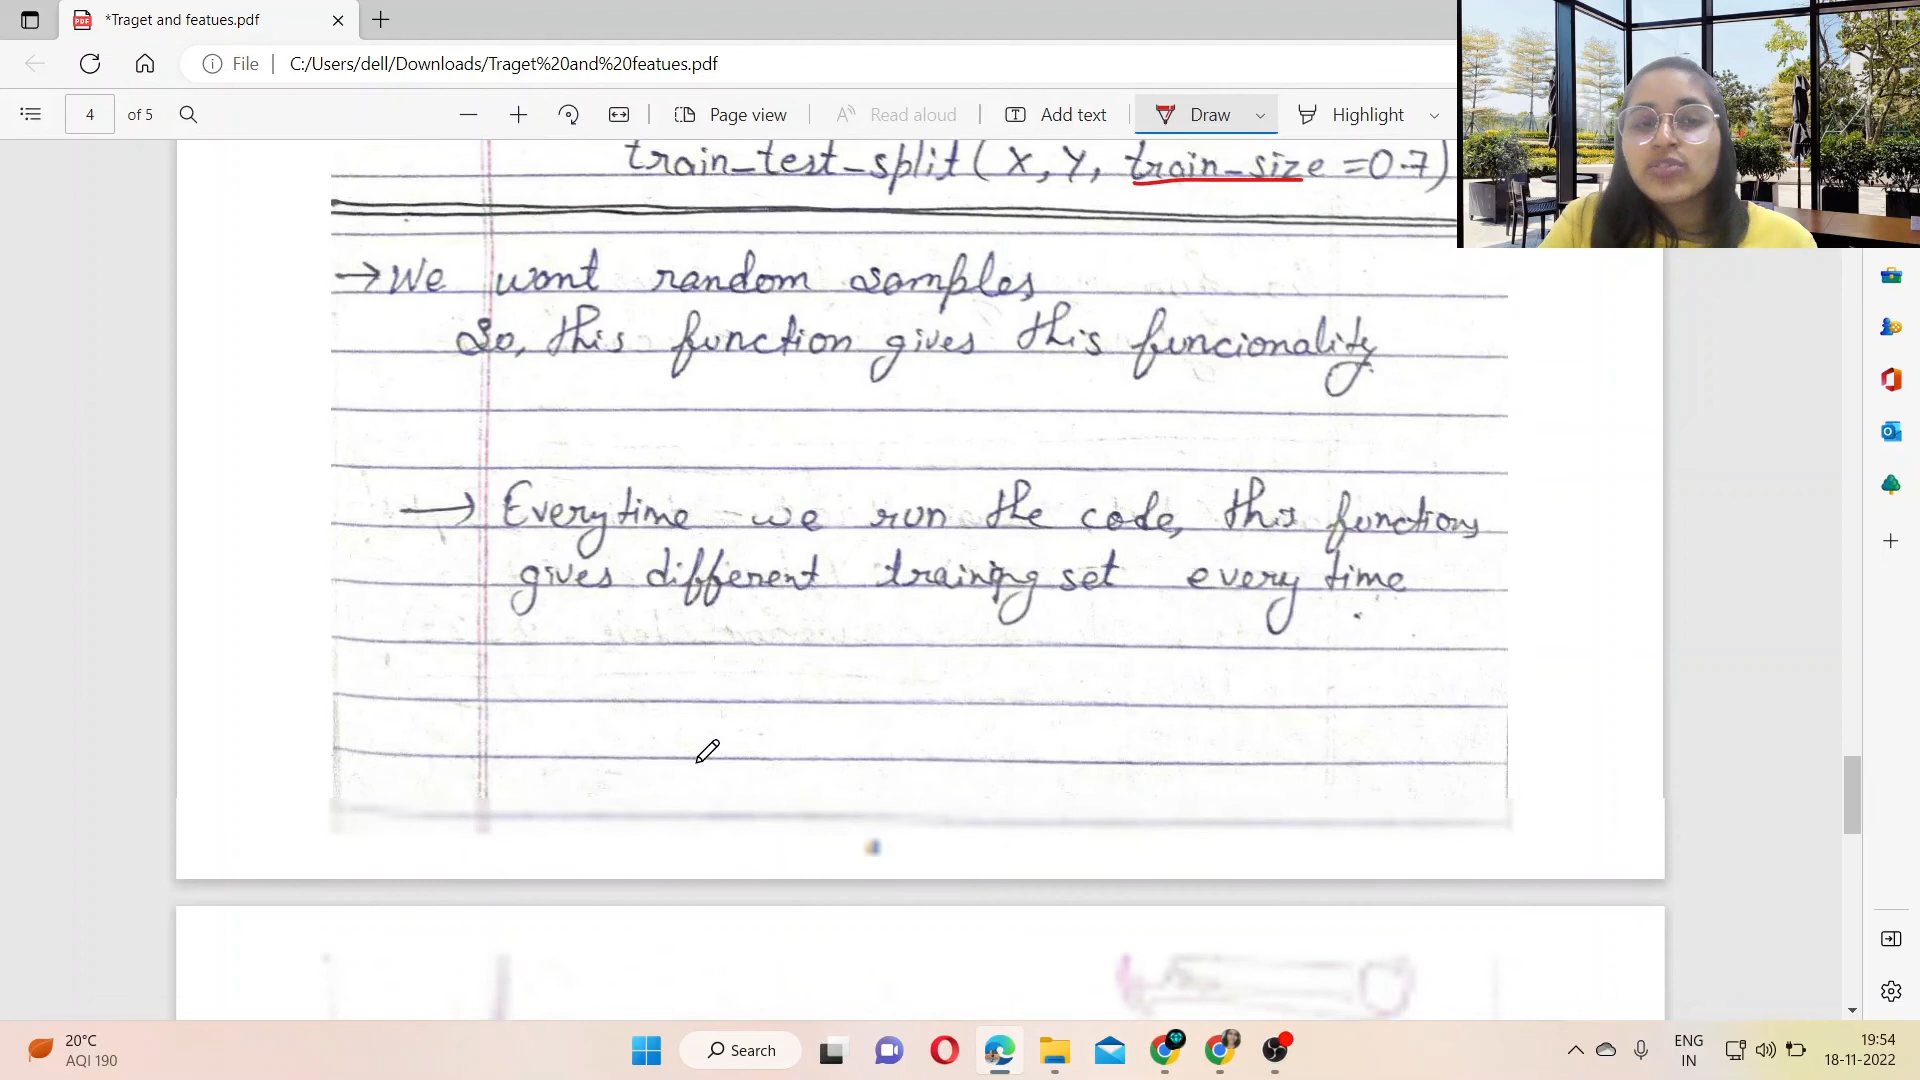 *Traget and featues.pdf
File
C:/Users/dell/Downloads/Traget%20and%20featues.pdf
4 of 5
Page view
Read aloud
Add text
Draw
Highlight
train_test_split(X, Y, train_size=0.7)
→ We want random samples
So, this function gives this funcionality
→ Everytime we run the code, this function
gives different training set every time
20°C
AQI 190
Search
ENG
IN
19:54
18-11-2022